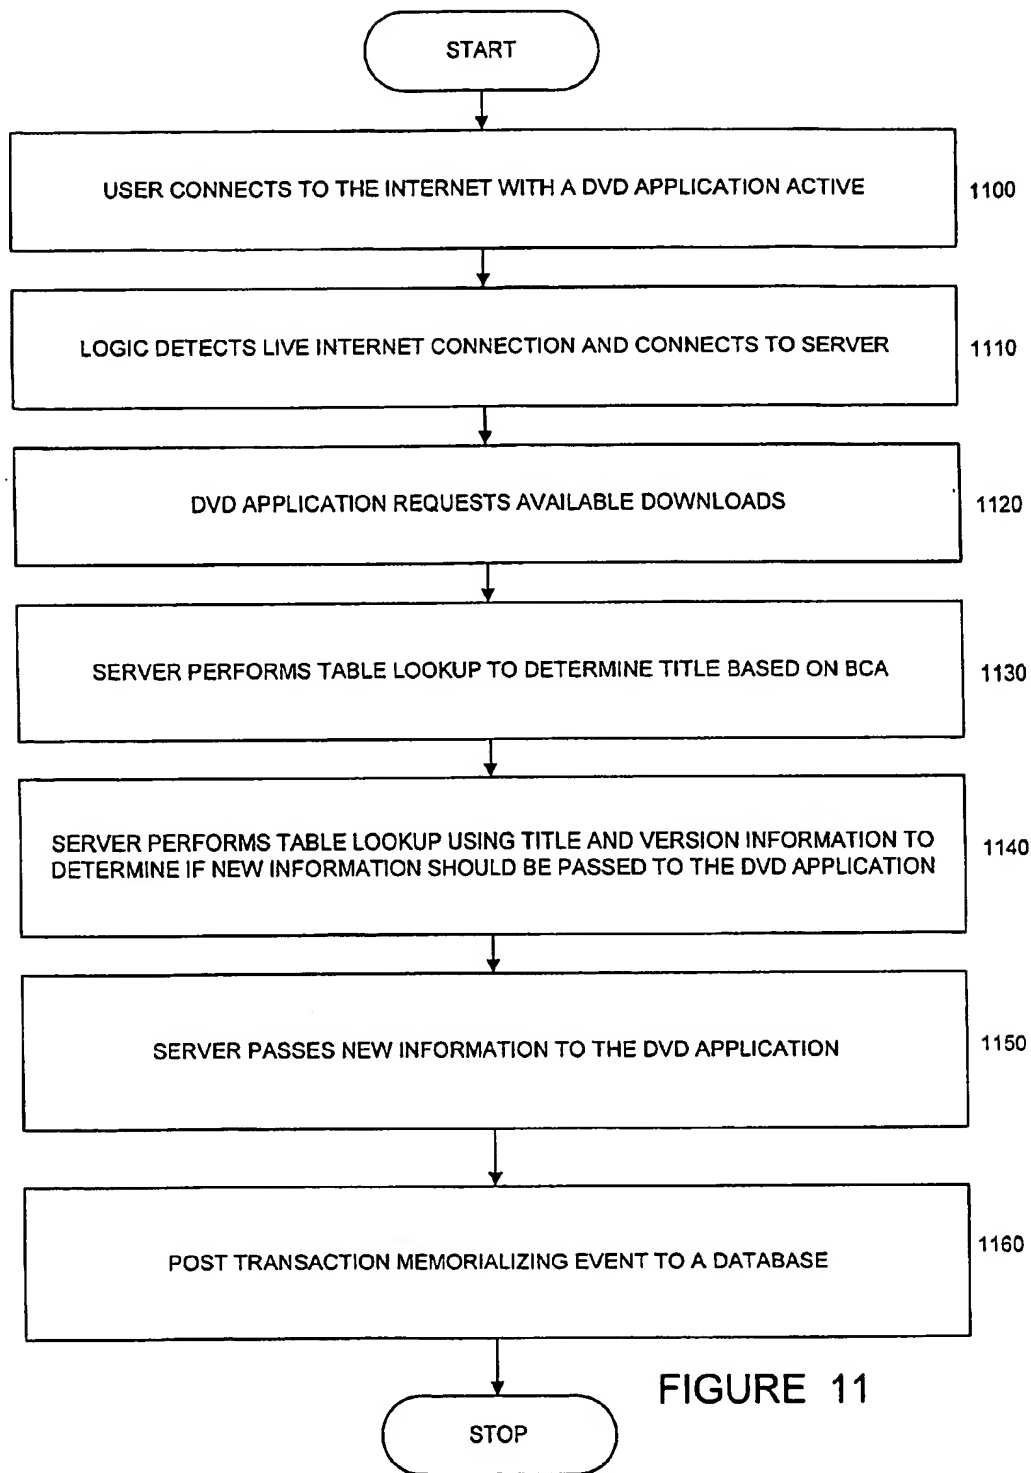 START
USER CONNECTS TO THE INTERNET WITH A DVD APPLICATION ACTIVE
1100
LOGIC DETECTS LIVE INTERNET CONNECTION AND CONNECTS TO SERVER
1110
DVD APPLICATION REQUESTS AVAILABLE DOWNLOADS
1120
SERVER PERFORMS TABLE LOOKUP TO DETERMINE TITLE BASED ON BCA
1130
SERVER PERFORMS TABLE LOOKUP USING TITLE AND VERSION INFORMATION TO
DETERMINE IF NEW INFORMATION SHOULD BE PASSED TO THE DVD APPLICATION
1140
SERVER PASSES NEW INFORMATION TO THE DVD APPLICATION
1150
POST TRANSACTION MEMORIALIZING EVENT TO A DATABASE
1160
FIGURE 11
STOP